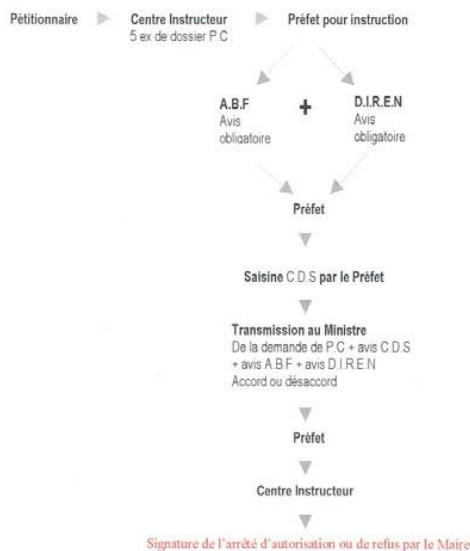 Pétitionnaire Centre Instructeur Préfet pour instruction
5 ex de dossier P.C
A.B.F + D.I.R.E.N
Avis Avis
obligatoire obligatoire
Préfet
Saisine C.D.S par le Préfet
Transmission au Ministre
De la demande de P.C + avis C.D.S
+ avis A.B.F + avis D.I.R.E.N
Accord ou désaccord
Préfet
Centre Instructeur
Signature de l'arrêté d'autorisation ou de refus par le Maire